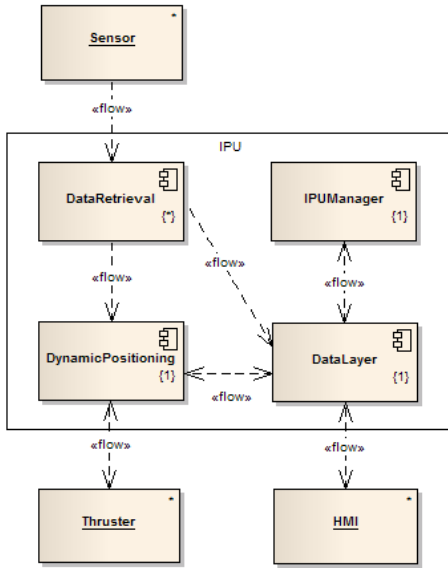 *
Sensor
«flow»
IPU
DataRetrieval
{*}
IPUManager
{1}
«flow»
«flow»
«flow»
DynamicPositioning
{1}
«flow»
DataLayer
{1}
«flow»
«flow»
*
Thruster
*
HMI